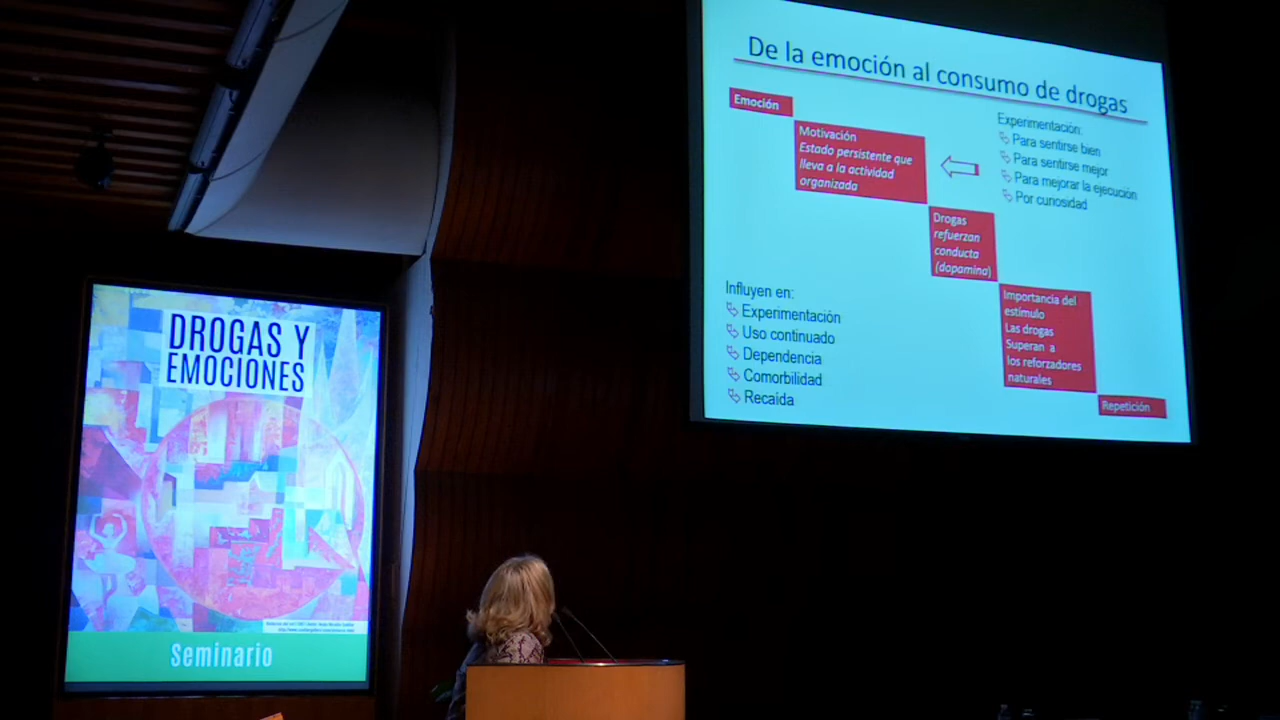 De la emoción al consumo de drogas
Emoción
Motivación
Estado persistente que
lleva a la actividad
organizada
Experimentación:
Para sentirse bien
Para sentirse mejor
Para mejorar la ejecución
Por curiosidad
Drogas
refuerzan
conducta
(dopamina)
Importancia del
estímulo
Las drogas
Superan a
los reforzadores
naturales
Repetición
Influyen en:
Experimentación
Uso continuado
Dependencia
Comorbilidad
Recaída
DROGAS Y
EMOCIONES
Seminario